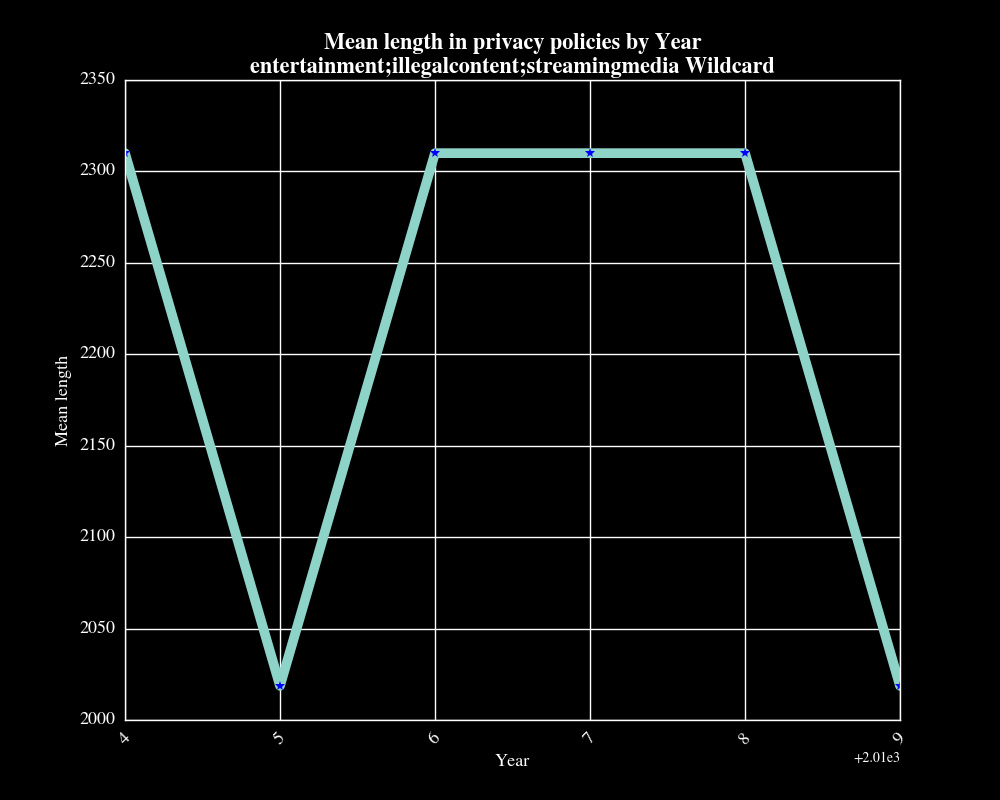 Mean length in privacy policies by Year
entertainment;illegalcontent;streamingmedia Wildcard
2350
2300
2250
2200
2150
2100
2050
2000
Mean length
4 5 6 7 8 9
Year
+2.01e3